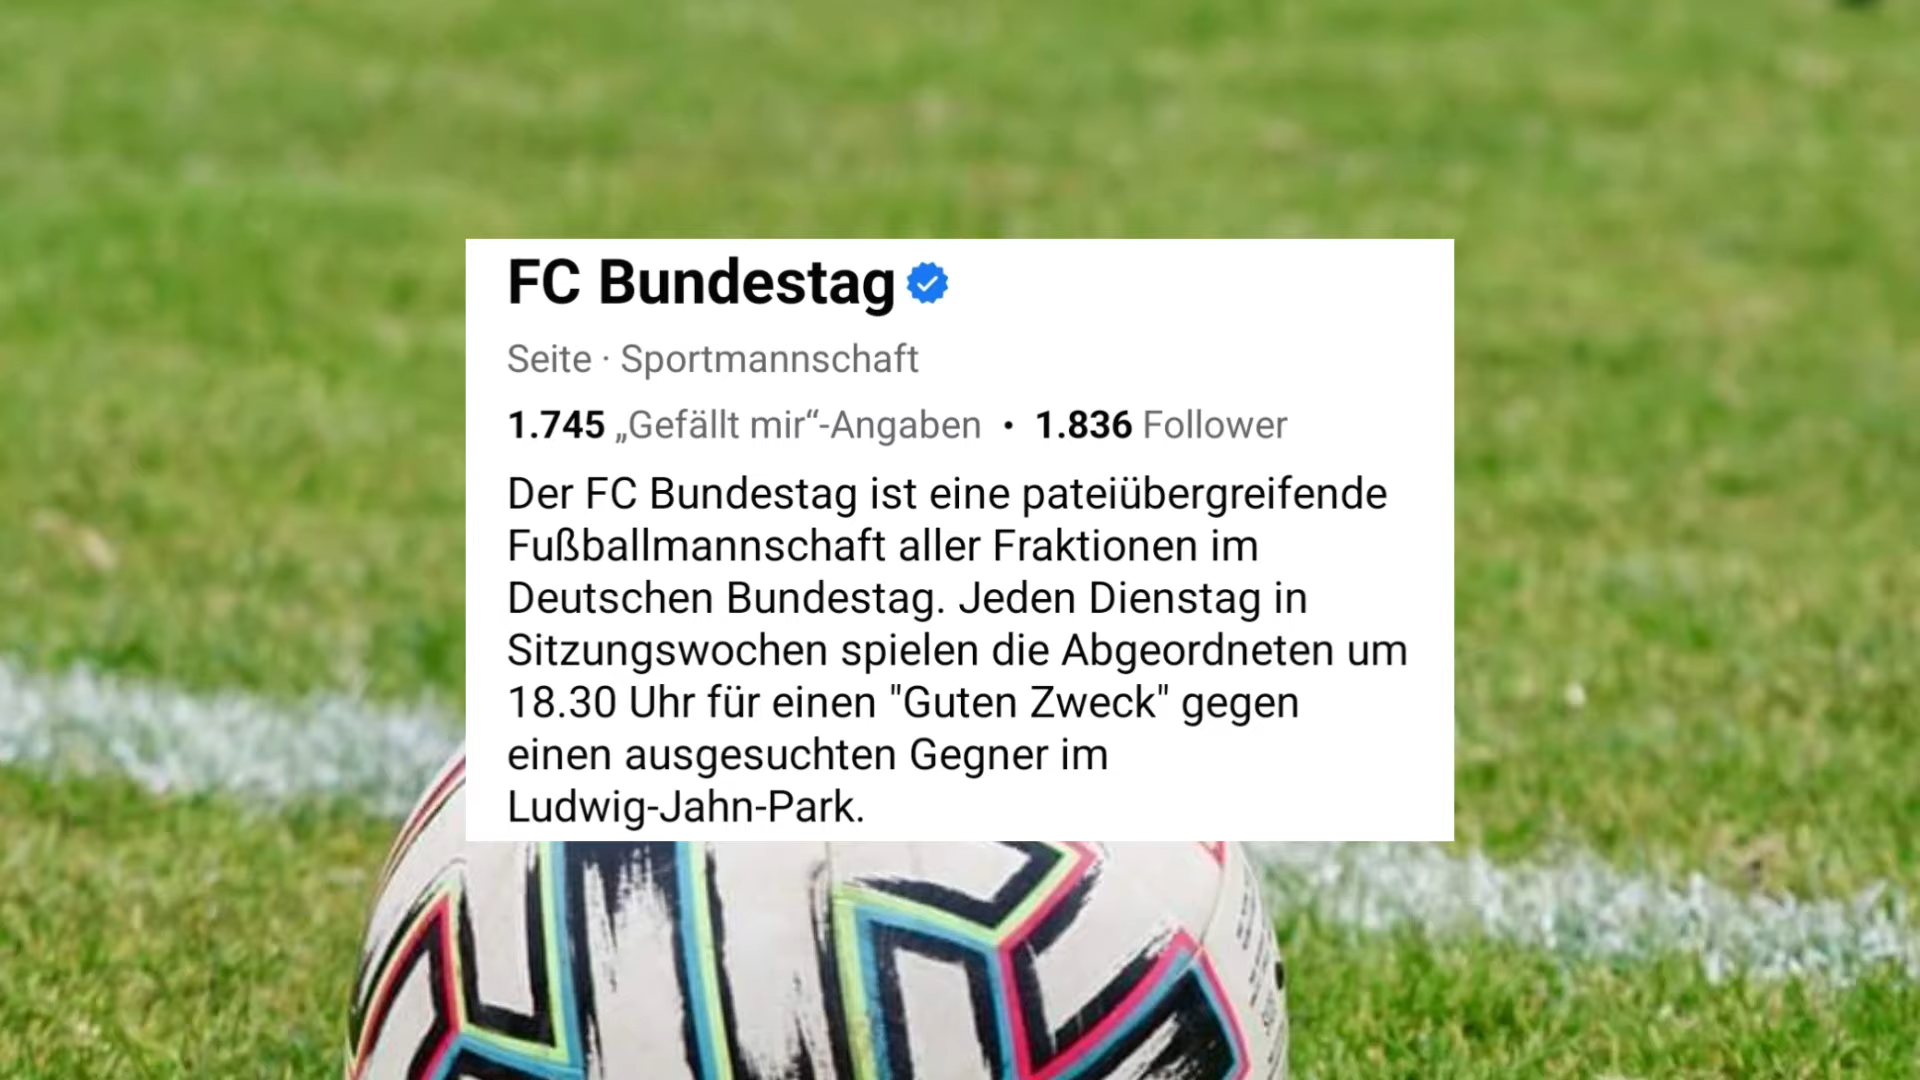 FC Bundestag
Seite · Sportmannschaft
1.745 „Gefällt mir“-Angaben • 1.836 Follower
Der FC Bundestag ist eine pateiübergreifende
Fußballmannschaft aller Fraktionen im
Deutschen Bundestag. Jeden Dienstag in
Sitzungswochen spielen die Abgeordneten um
18.30 Uhr für einen "Guten Zweck" gegen
einen ausgesuchten Gegner im
Ludwig-Jahn-Park.